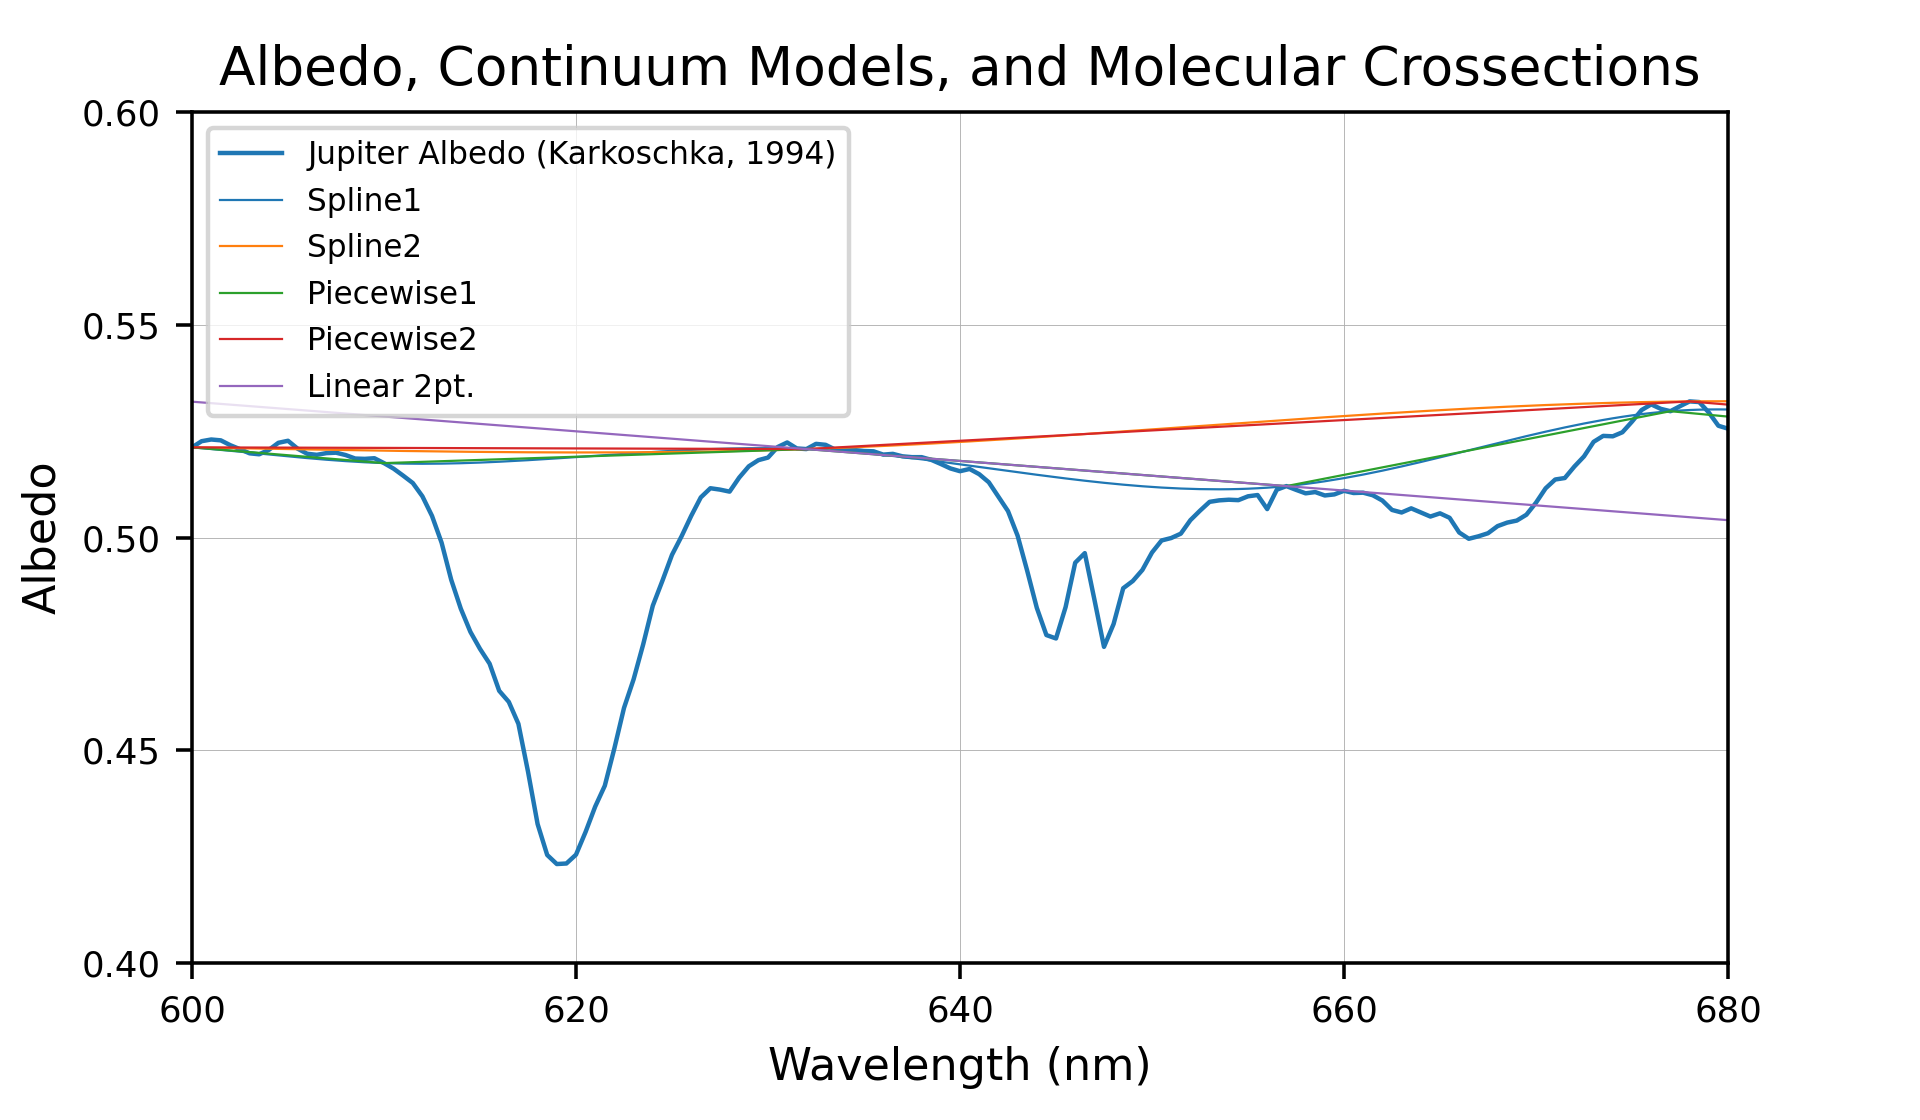 Albedo, Continuum Models, and Molecular Crossections
0.60
0.55
0.50
0.45
0.40
Albedo
Jupiter Albedo (Karkoschka, 1994)
Spline1
Spline2
Piecewise1
Piecewise2
Linear 2pt.
600 620 640 660 680
Wavelength (nm)